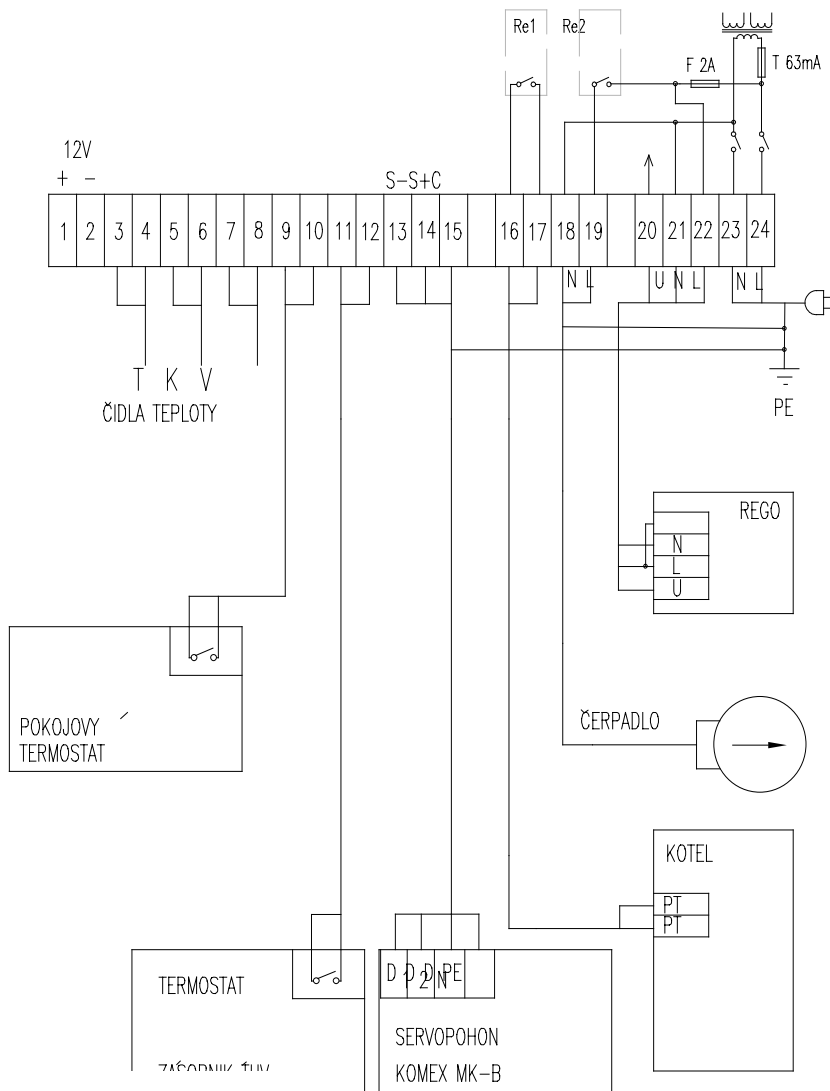 Re1 Re2
F 2A T 63mA
12V
+ −
S−S+C
1 2 3 4 5 6 7 8 9 10 11 12 13 14 15 16 17 18 19 20 21 22 23 24
N L U N L N L
T K V
ČIDLA TEPLOTY
PE
REGO
N
L
U
POKOJOVY
TERMOSTAT
ČERPADLO
KOTEL
PT
PT
TERMOSTAT
D D D PE
2 N
SERVOPOHON
KOMEX MK−B